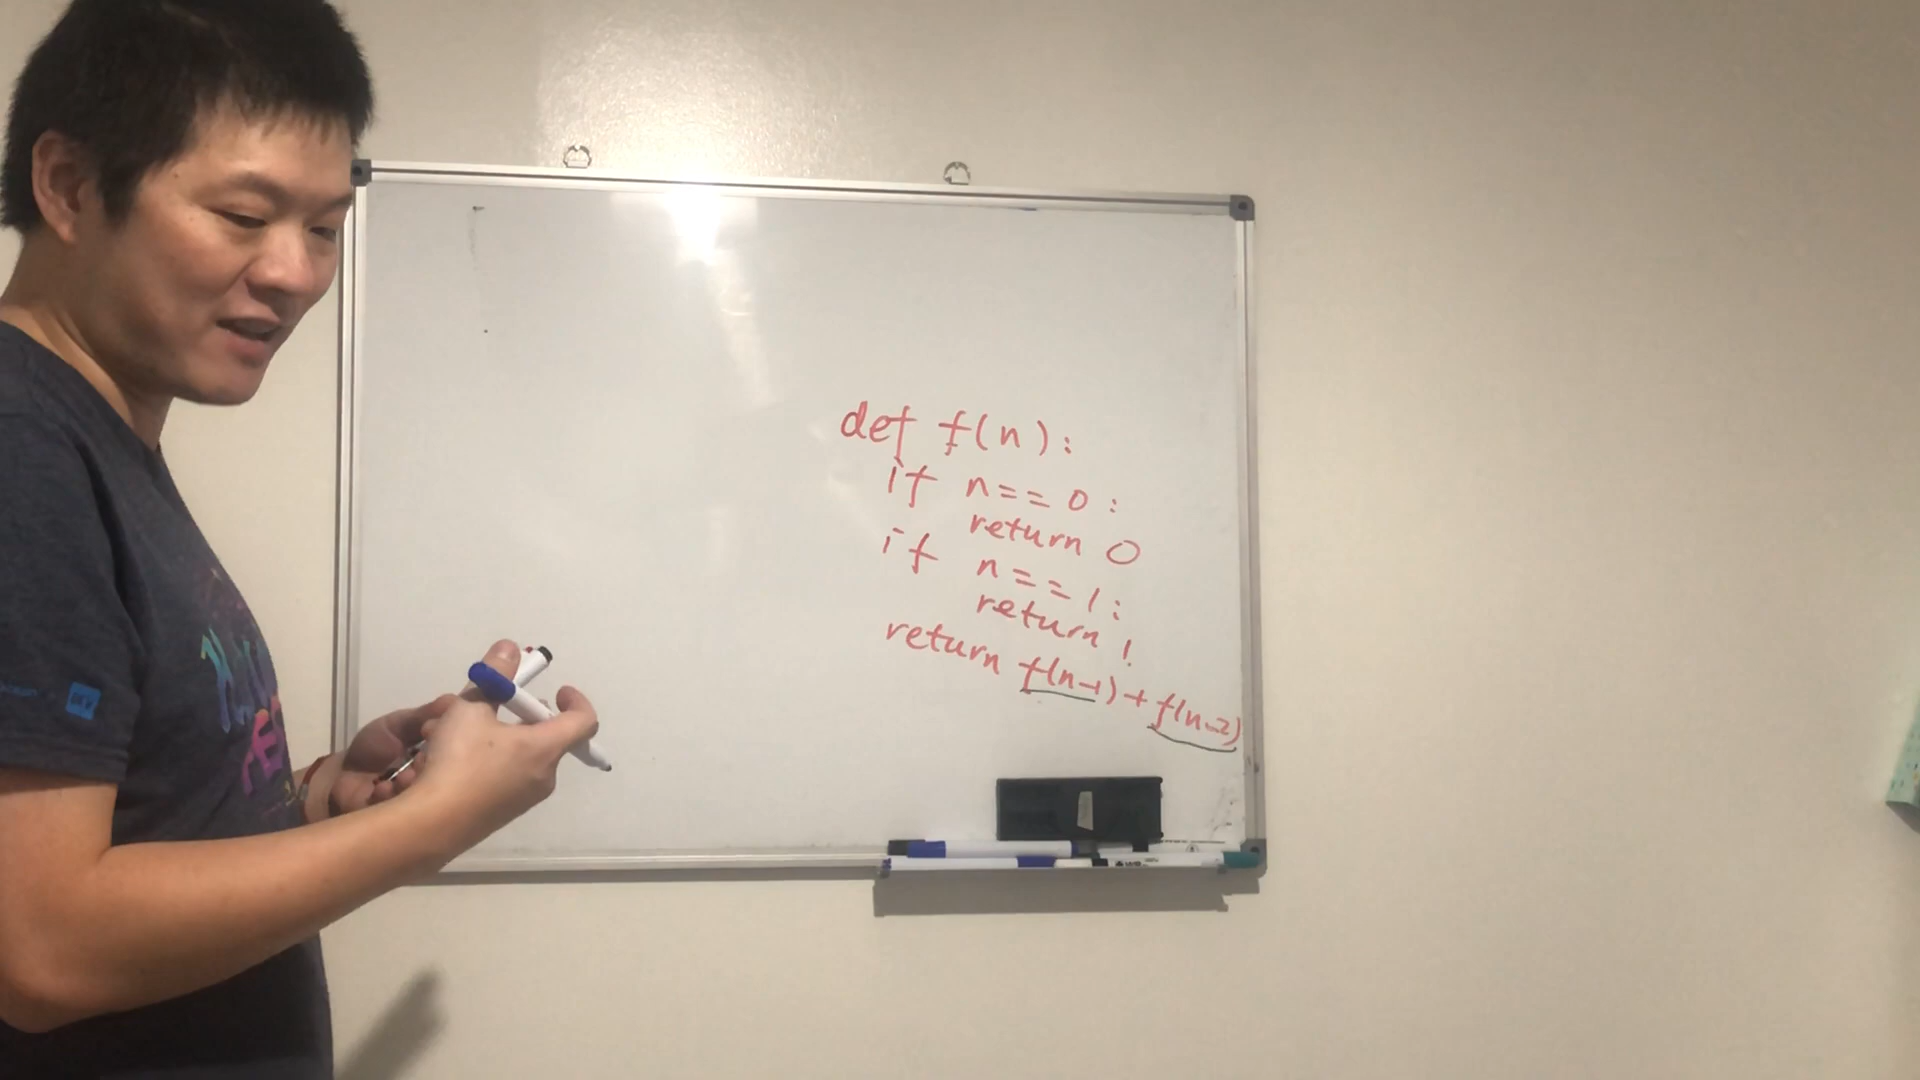 def f(n):
if n == 0:
return 0
if n == 1:
return 1
return f(n-1) + f(n-2)